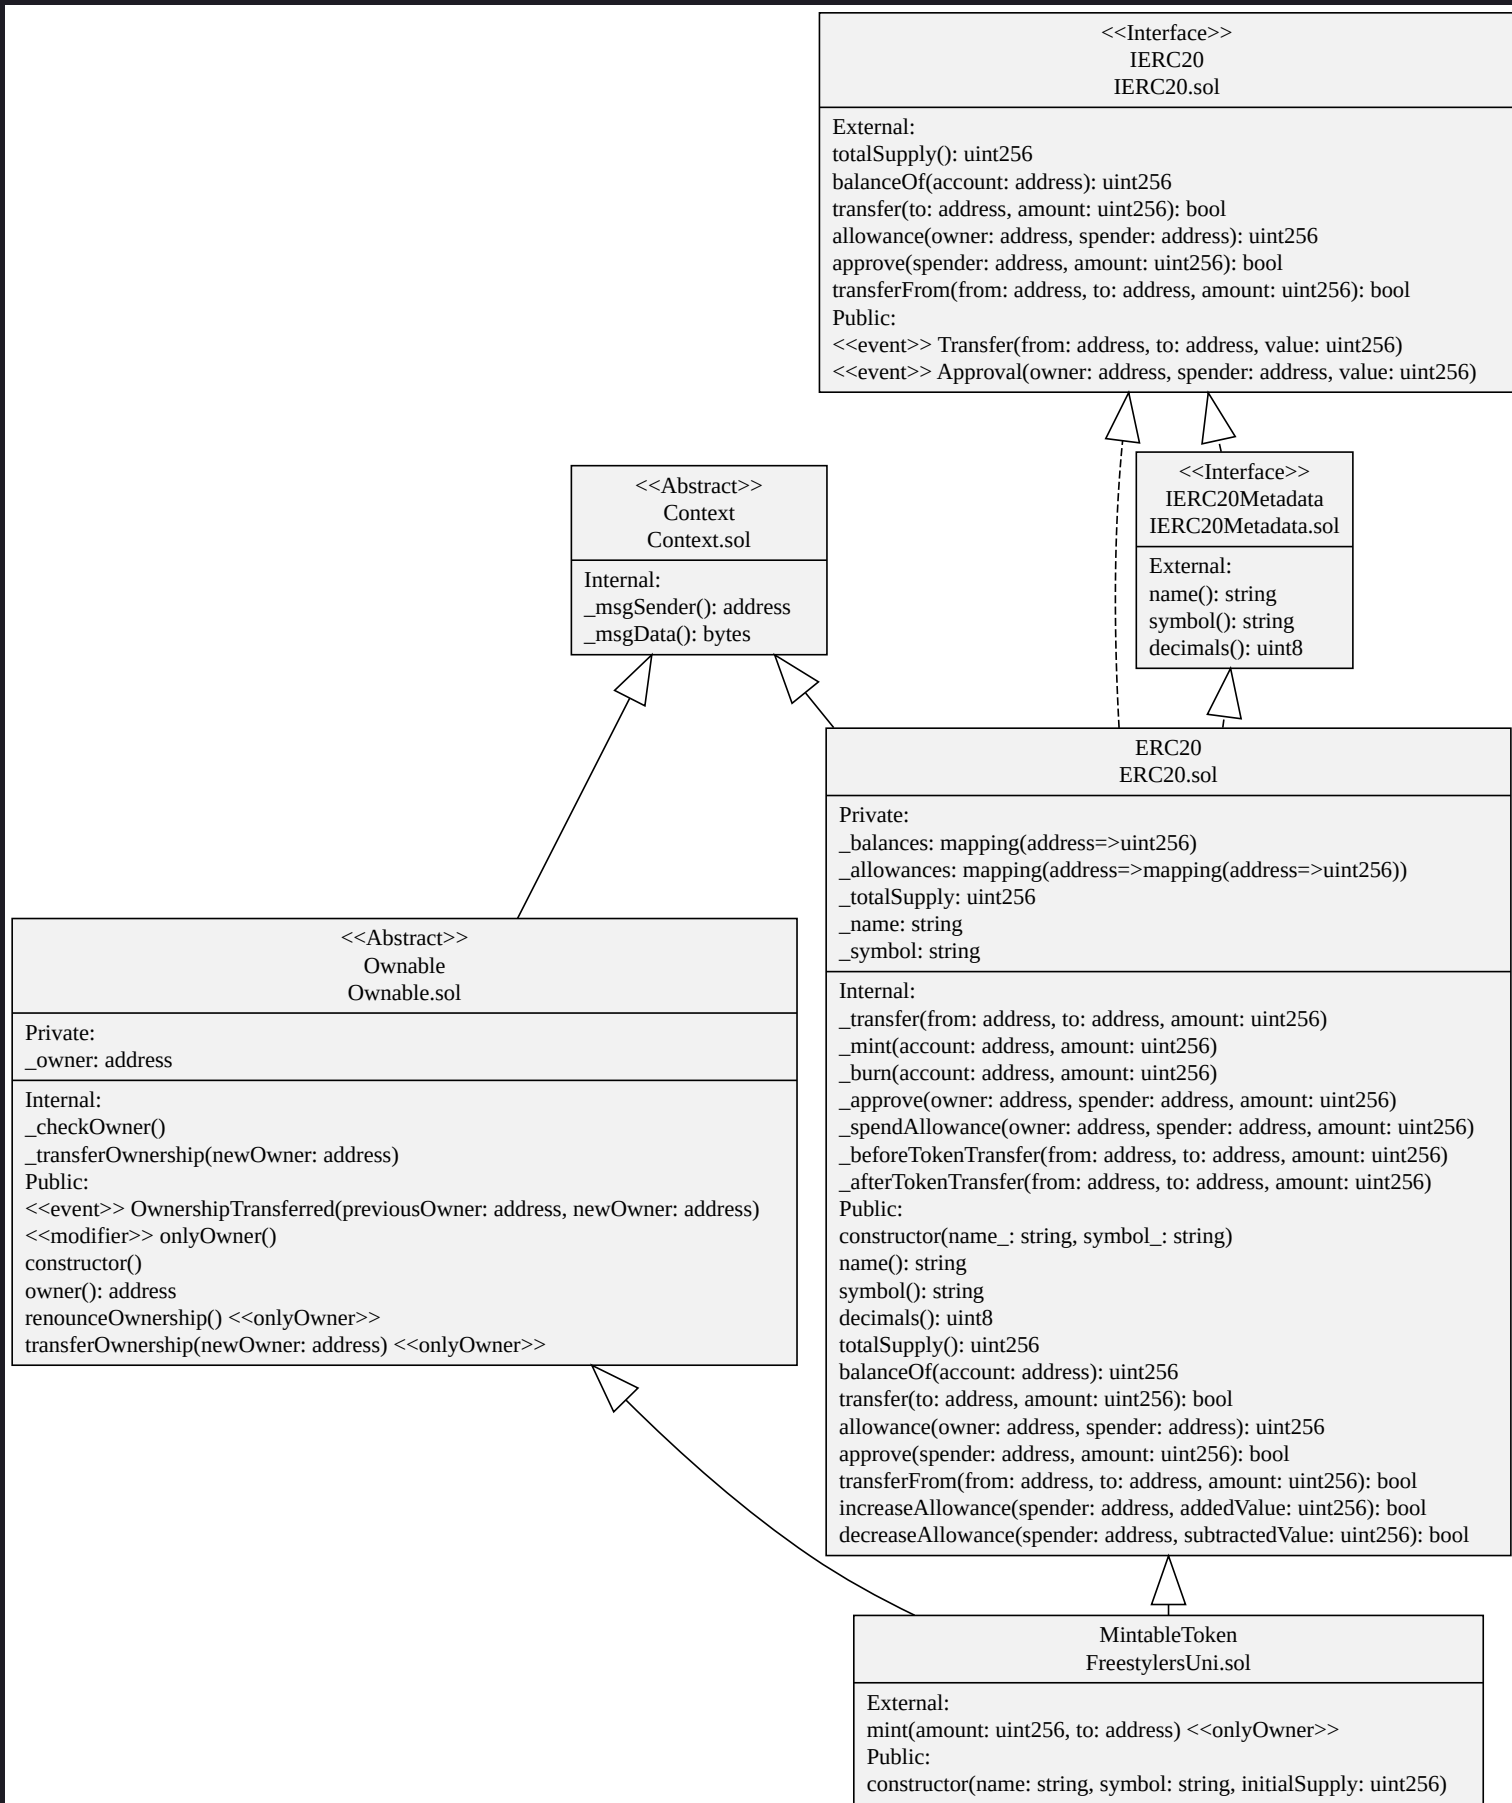 <<Interface>>
IERC20
IERC20.sol
External:
totalSupply(): uint256
balanceOf(account: address): uint256
transfer(to: address, amount: uint256): bool
allowance(owner: address, spender: address): uint256
approve(spender: address, amount: uint256): bool
transferFrom(from: address, to: address, amount: uint256): bool
Public:
<<event>> Transfer(from: address, to: address, value: uint256)
<<event>> Approval(owner: address, spender: address, value: uint256)
<<Abstract>>
Context
Context.sol
Internal:
_msgSender(): address
_msgData(): bytes
<<Interface>>
IERC20Metadata
IERC20Metadata.sol
External:
name(): string
symbol(): string
decimals(): uint8
<<Abstract>>
Ownable
Ownable.sol
Private:
_owner: address
Internal:
_checkOwner()
_transferOwnership(newOwner: address)
Public:
<<event>> OwnershipTransferred(previousOwner: address, newOwner: address)
<<modifier>> onlyOwner()
constructor()
owner(): address
renounceOwnership() <<onlyOwner>>
transferOwnership(newOwner: address) <<onlyOwner>>
ERC20
ERC20.sol
Private:
_balances: mapping(address=>uint256)
_allowances: mapping(address=>mapping(address=>uint256))
_totalSupply: uint256
_name: string
_symbol: string
Internal:
_transfer(from: address, to: address, amount: uint256)
_mint(account: address, amount: uint256)
_burn(account: address, amount: uint256)
_approve(owner: address, spender: address, amount: uint256)
_spendAllowance(owner: address, spender: address, amount: uint256)
_beforeTokenTransfer(from: address, to: address, amount: uint256)
_afterTokenTransfer(from: address, to: address, amount: uint256)
Public:
constructor(name_: string, symbol_: string)
name(): string
symbol(): string
decimals(): uint8
totalSupply(): uint256
balanceOf(account: address): uint256
transfer(to: address, amount: uint256): bool
allowance(owner: address, spender: address): uint256
approve(spender: address, amount: uint256): bool
transferFrom(from: address, to: address, amount: uint256): bool
increaseAllowance(spender: address, addedValue: uint256): bool
decreaseAllowance(spender: address, subtractedValue: uint256): bool
MintableToken
FreestylersUni.sol
External:
mint(amount: uint256, to: address) <<onlyOwner>>
Public:
constructor(name: string, symbol: string, initialSupply: uint256)